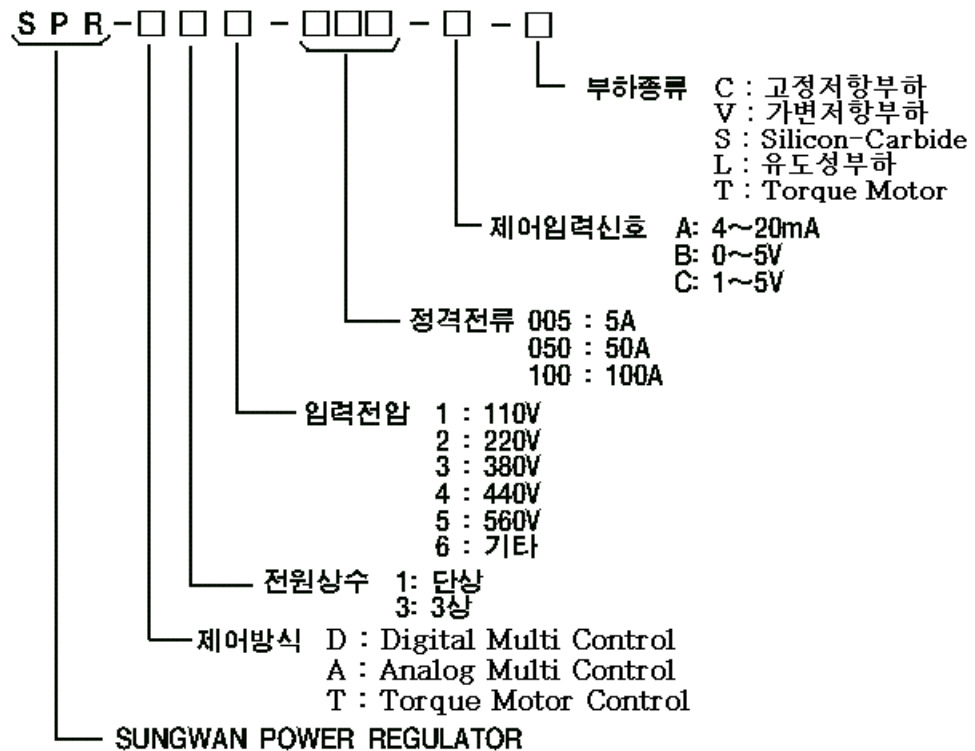 SPR-□□□-□□□-□-□
부하종류 C : 고정저항부하
V : 가변저항부하
S : Silicon-Carbide
L : 유도성부하
T : Torque Motor
제어입력신호 A: 4~20mA
B: 0~5V
C: 1~5V
정격전류 005 : 5A
050 : 50A
100 : 100A
입력전압 1 : 110V
2 : 220V
3 : 380V
4 : 440V
5 : 560V
6 : 기타
전원상수 1: 단상
3: 3상
제어방식 D : Digital Multi Control
A : Analog Multi Control
T : Torque Motor Control
SUNGWAN POWER REGULATOR